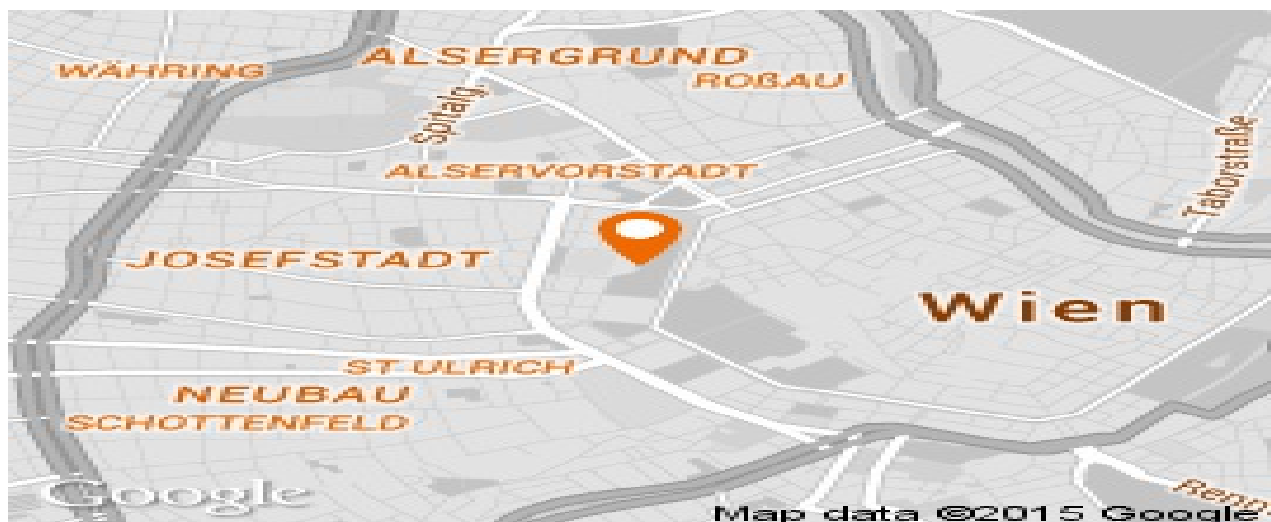 ALSERGRUND
WÄHRING
ROßAU
Spitalg.
Taborstraße
ALSERVORSTADT
JOSEFSTADT
Wien
ST ULRICH
NEUBAU
SCHOTTENFELD
Google
Map data ©2015 Google